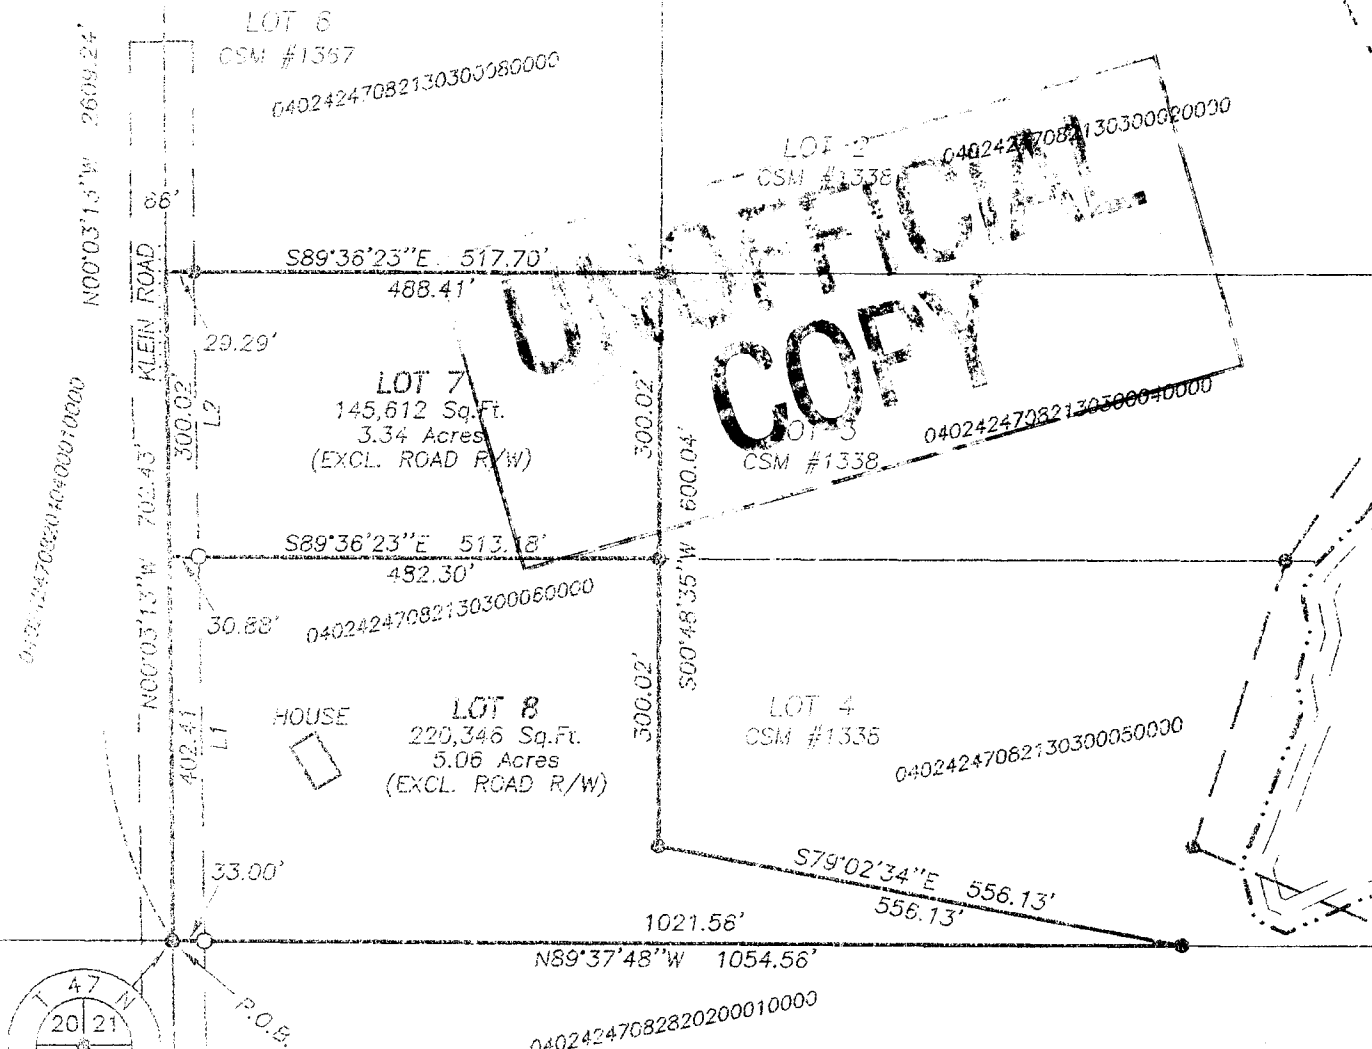 LOT 6
CSM #1357
040242470821303000080000
N00°03'13"W 2609.24'
LOT 2
CSM #1338
040242470821303000020000
66'
KLEIN ROAD
UNOFFICIAL
COPY
S89°36'23"E 517.70'
488.41'
29.29'
LOT 7
145,612 Sq.Ft.
3.34 Acres
(EXCL. ROAD R/W)
300.02'
L2
300.02'
S00°48'35"W 600.04'
LOT 3
CSM #1338
040242470821303000040000
N00°03'13"W 702.43'
S89°36'23"E 513.18'
482.30'
30.88'
040242470821303000060000
HOUSE
LOT 8
220,346 Sq.Ft.
5.06 Acres
(EXCL. ROAD R/W)
402.41
L1
300.02'
LOT 4
CSM #1338
040242470821303000050000
33.00'
S79°02'34"E 556.13'
556.13'
1021.56'
N89°37'48"W 1054.56'
T 47 N
20 21
P.O.B.
040242470828202000010000